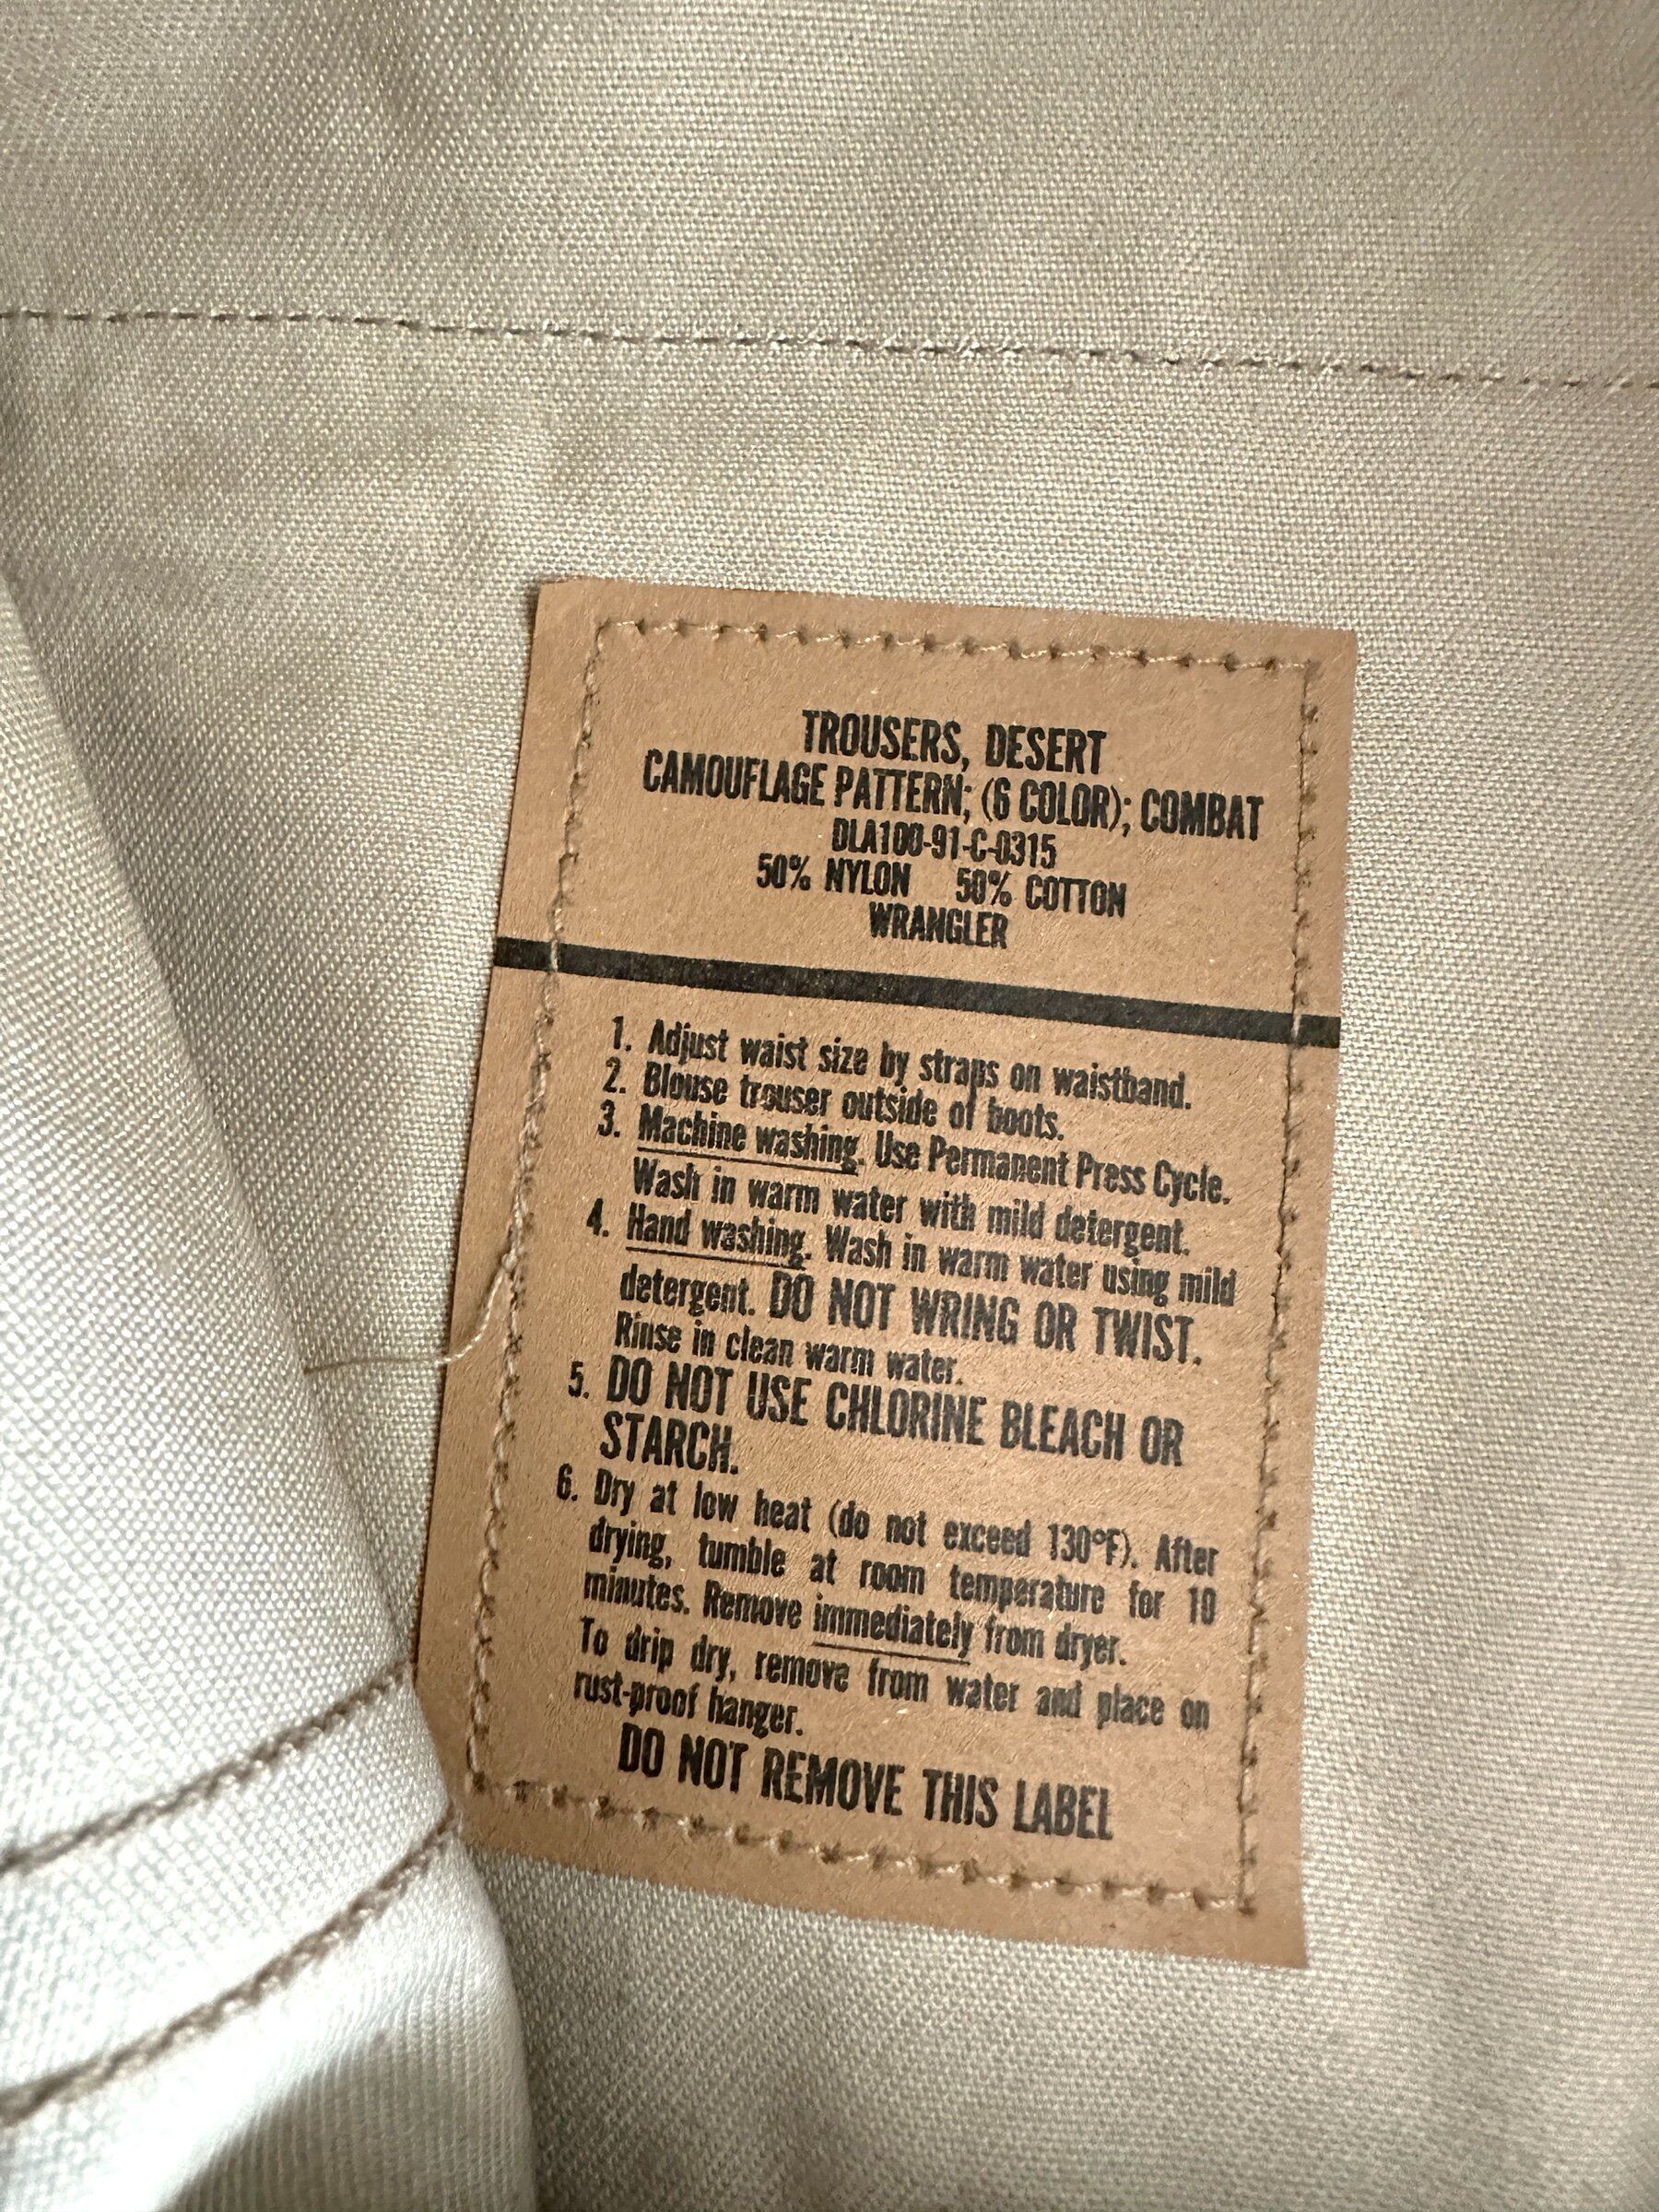 TROUSERS, DESERT
CAMOUFLAGE PATTERN; (6 COLOR); COMBAT
DLA100-91-C-0315
50% NYLON 50% COTTON
WRANGLER
1. Adjust waist size by straps on waistband.
2. Blouse trouser outside of boots.
3. Machine washing. Use Permanent Press Cycle.
Wash in warm water with mild detergent.
4. Hand washing. Wash in warm water using mild
detergent. DO NOT WRING OR TWIST.
Rinse in clean warm water.
5. DO NOT USE CHLORINE BLEACH OR
STARCH.
6. Dry at low heat (do not exceed 130°F). After
drying, tumble at room temperature for 10
minutes. Remove immediately from dryer.
To drip dry, remove from water and place on
rust-proof hanger.
DO NOT REMOVE THIS LABEL